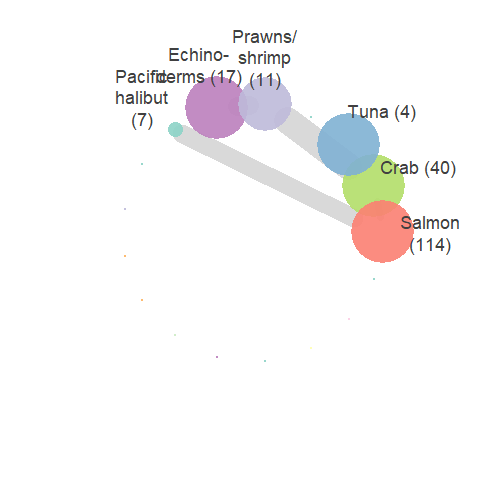 Prawns/
shrimp
(11)
Echino-
derms (17)
Pacific
halibut
(7)
Tuna (4)
Crab (40)
Salmon
(114)